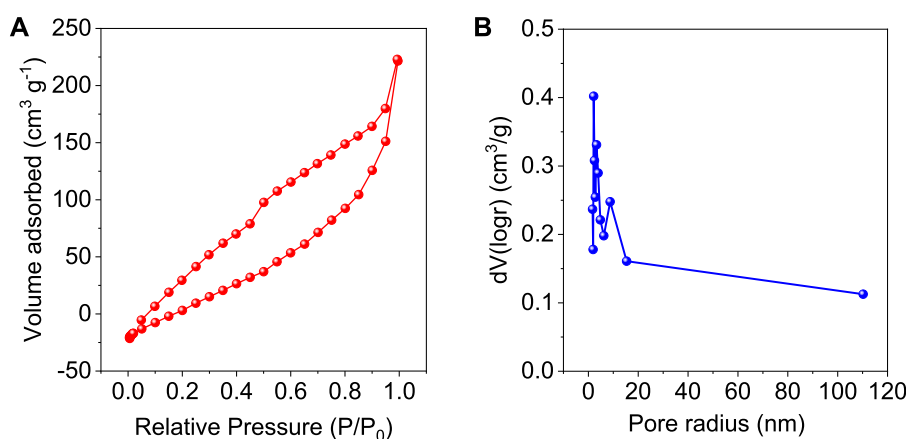 A
250
200
150
100
50
0
-50
Volume adsorbed (cm³ g⁻¹)
0.0 0.2 0.4 0.6 0.8 1.0
Relative Pressure (P/P₀)
B
0.5
0.4
0.3
0.2
0.1
0.0
dV(logr) (cm³/g)
0 20 40 60 80 100 120
Pore radius (nm)